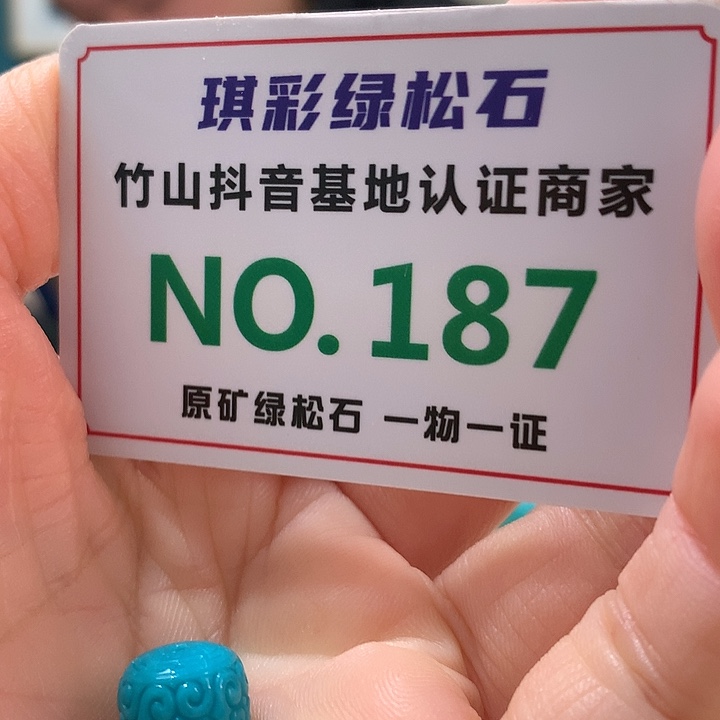 琪彩绿松石
竹山抖音基地认证商家
NO.187
原矿绿松石 一物一证